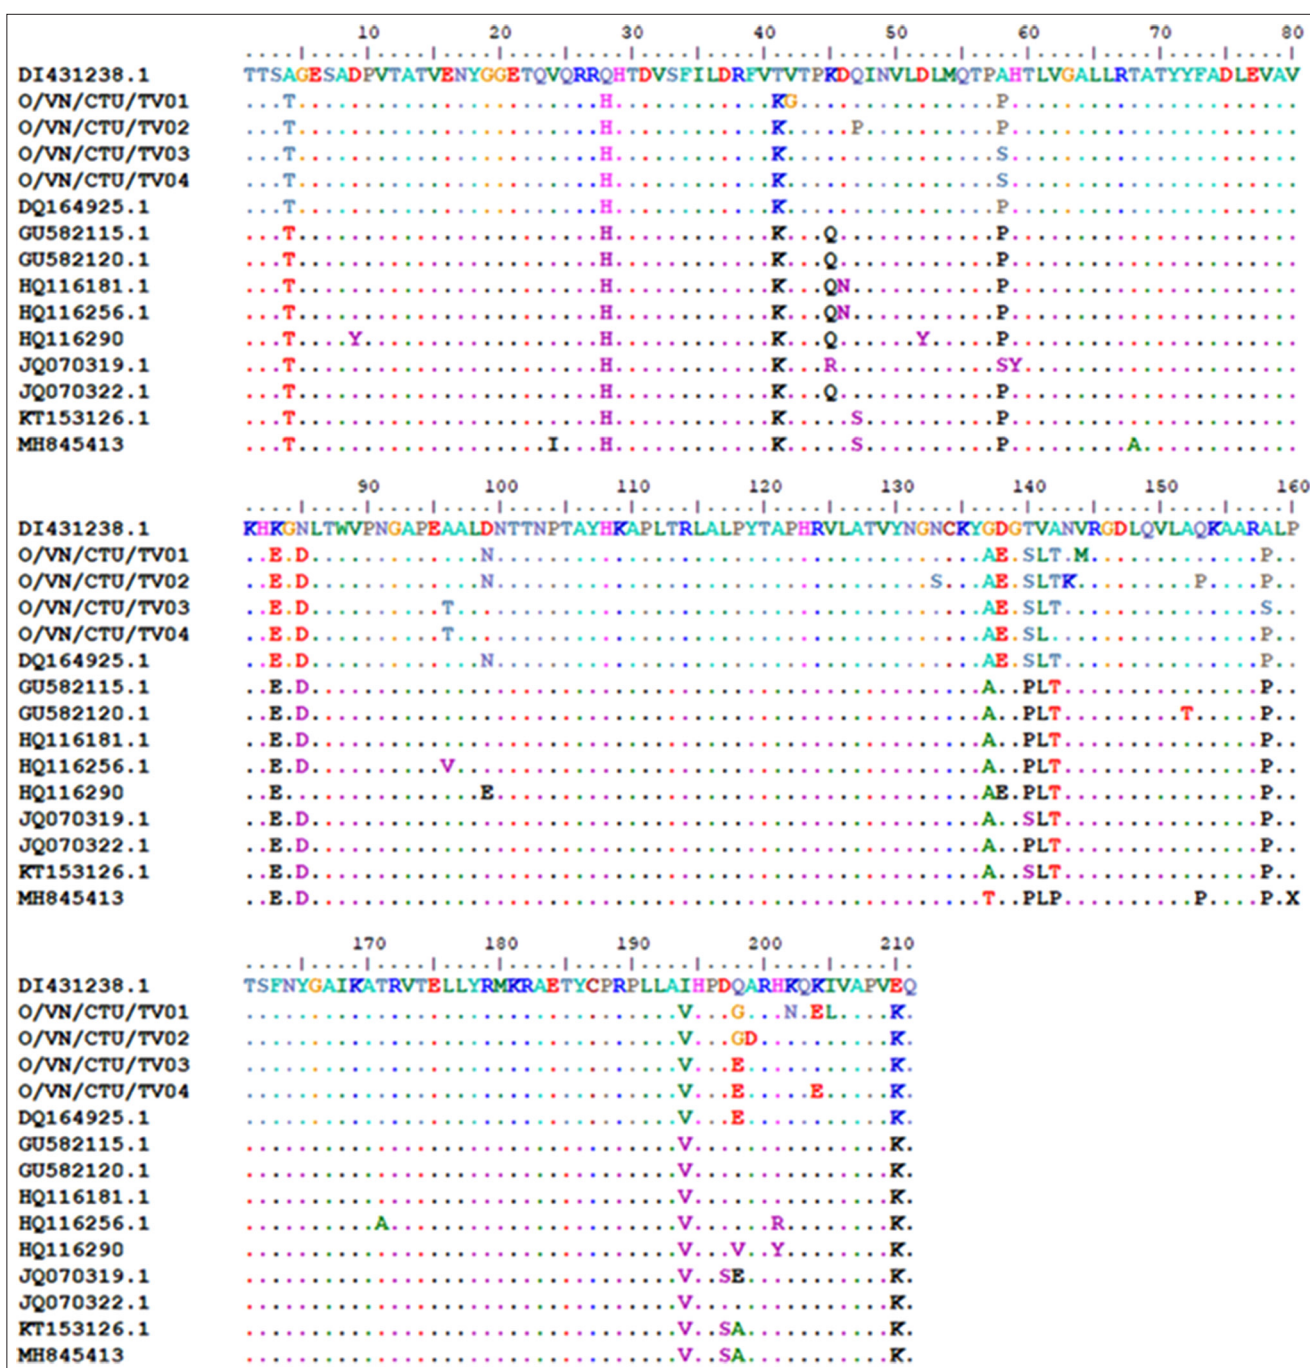 10 20 30 40 50 60 70 80
DI431238.1 TTSAGESADPVTATVENYGGETQVQRRQHTDVSFILDRFVTVTPKDQINVLDLMQTPAHTLVGALLRTATYYFADLEVAV
O/VN/CTU/TV01 ...T.......................H............KG...............P......................
O/VN/CTU/TV02 ...T.......................H............K.....P..........P......................
O/VN/CTU/TV03 ...T.......................H............K................S......................
O/VN/CTU/TV04 ...T.......................H............K................S......................
DQ164925.1 ...T.......................H............K................P......................
GU582115.1 ...T.......................H............K...Q............P......................
GU582120.1 ...T.......................H............K...Q............P......................
HQ116181.1 ...T.......................H............K...QN...........P......................
HQ116256.1 ...T.......................H............K...QN...........P......................
HQ116290 ...T....Y..................H............K...Q......Y.....P......................
JQ070319.1 ...T.......................H............K...R............SY.....................
JQ070322.1 ...T.......................H............K...Q............P......................
KT153126.1 ...T.......................H............K.....S..........P......................
MH845413 ...T...................I...H............K.....S..........P.........A............
90 100 110 120 130 140 150 160
DI431238.1 KHKGNLTWVPNGAPEAALDNTTNPTAYHKAPLTRLALPYTAPHRVLATVYNGNCKYGDGTVANVRGDLQVLAQKAARALP
O/VN/CTU/TV01 ..E.D.............N.....................................AE.SLT.M.............P..
O/VN/CTU/TV02 ..E.D.............N.................................S...AE.SLTK.........P....P..
O/VN/CTU/TV03 ..E.D..........T........................................AE.SLT...............S..
O/VN/CTU/TV04 ..E.D..........T........................................AE.SL................P..
DQ164925.1 ..E.D.............N.....................................AE.SLT...............P..
GU582115.1 ..E.D...................................................A..PLT...............P..
GU582120.1 ..E.D...................................................A..PLT.........T.....P..
HQ116181.1 ..E.D...................................................A..PLT...............P..
HQ116256.1 ..E.D..........V........................................A..PLT...............P..
HQ116290 ..E...............E.....................................AE.PLT...............P..
JQ070319.1 ..E.D...................................................A..SLT...............P..
JQ070322.1 ..E.D...................................................A..PLT...............P..
KT153126.1 ..E.D...................................................A..SLT...............P..
MH845413 ..E.D...................................................T..PLP..........P....P.X
170 180 190 200 210
DI431238.1 TSFNYGAIKATRVTELLYRMKRAETYCPRPLLAIHPDQARHKQKIVAPVEQ
O/VN/CTU/TV01 .................................V...G...N.EL....K.
O/VN/CTU/TV02 .................................V...GD..........K.
O/VN/CTU/TV03 .................................V...E...........K.
O/VN/CTU/TV04 .................................V...E.....E.....K.
DQ164925.1 .................................V...E...........K.
GU582115.1 .................................V...............K.
GU582120.1 .................................V...............K.
HQ116181.1 .................................V...............K.
HQ116256.1 ..........A......................V......R........K.
HQ116290 .................................V...V..Y........K.
JQ070319.1 .................................V..SE...........K.
JQ070322.1 .................................V...............K.
KT153126.1 .................................V..SA...........K.
MH845413 .................................V..SA...........K.